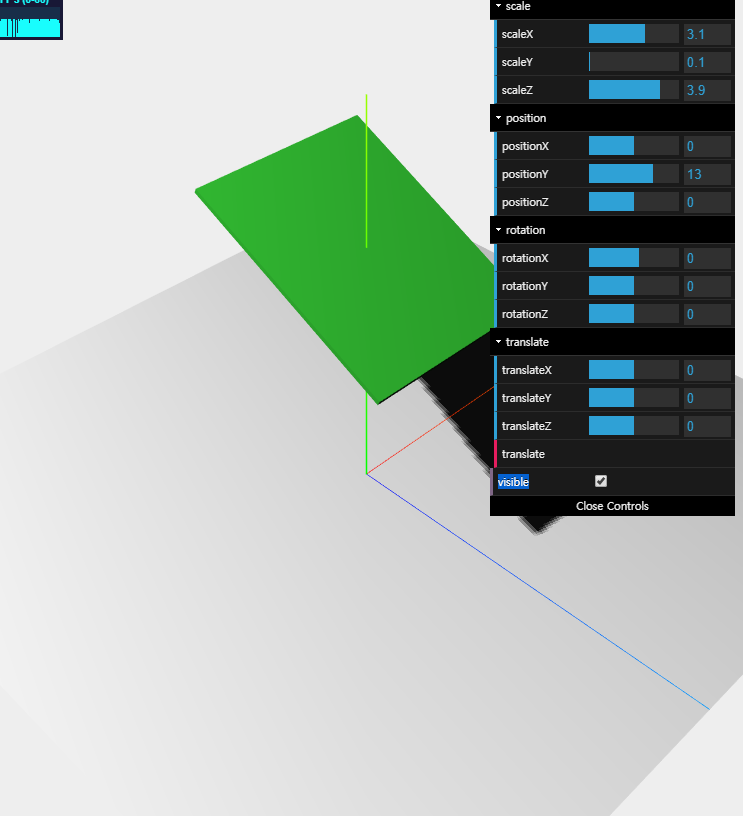 scale
scaleX 3.1
scaleY 0.1
scaleZ 3.9
position
positionX 0
positionY 13
positionZ 0
rotation
rotationX 0
rotationY 0
rotationZ 0
translate
translateX 0
translateY 0
translateZ 0
translate
visible
Close Controls